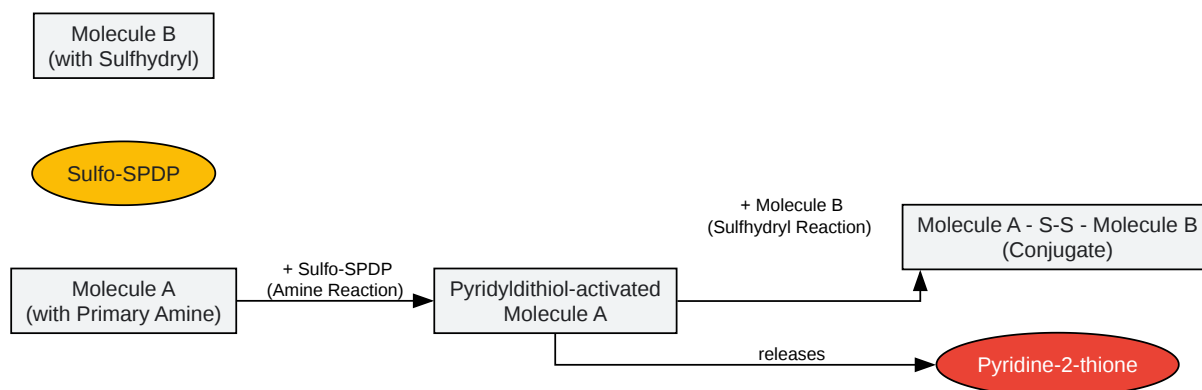 Molecule B
(with Sulfhydryl)
Sulfo-SPDP
+ Molecule B
(Sulfhydryl Reaction)
Molecule A - S-S - Molecule B
(Conjugate)
Molecule A
(with Primary Amine)
+ Sulfo-SPDP
(Amine Reaction)
Pyridyldithiol-activated
Molecule A
releases
Pyridine-2-thione